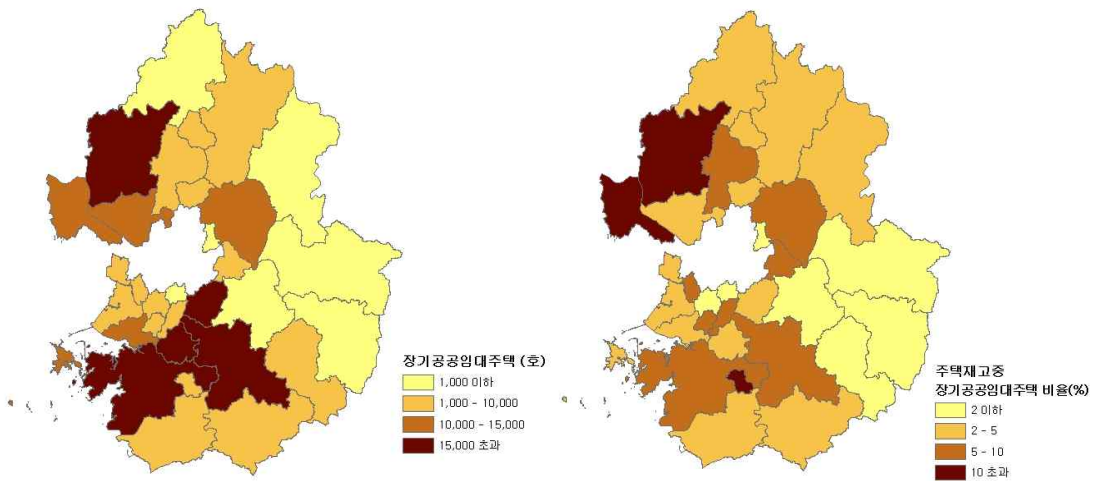 장기공공임대주택 (호)
1,000 이하
1,000 - 10,000
10,000 - 15,000
15,000 초과
주택재고중
장기공공임대주택 비율(%)
2 이하
2 - 5
5 - 10
10 초과